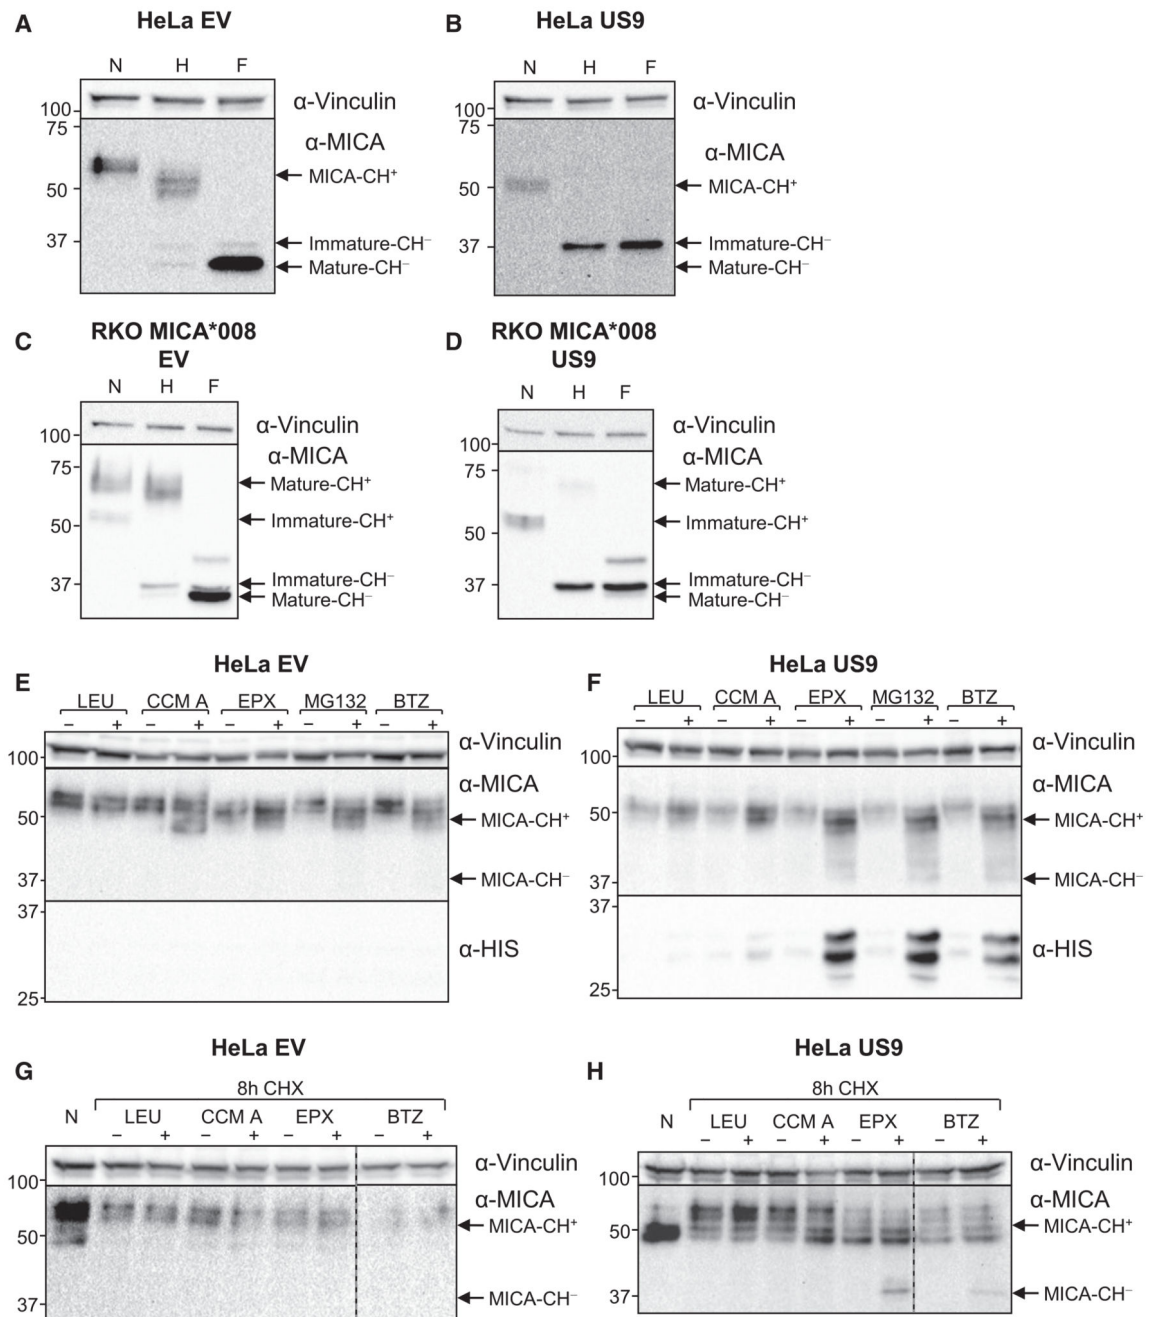 A HeLa EV
N H F
α-Vinculin
100
75
α-MICA
MICA-CH⁺
50
37
Immature-CH⁻
Mature-CH⁻
B HeLa US9
N H F
α-Vinculin
100
75
α-MICA
50
MICA-CH⁺
37
Immature-CH⁻
Mature-CH⁻
C RKO MICA*008
EV
N H F
α-Vinculin
100
α-MICA
75
Mature-CH⁺
50
Immature-CH⁺
37
Immature-CH⁻
Mature-CH⁻
D RKO MICA*008
US9
N H F
α-Vinculin
100
α-MICA
75
Mature-CH⁺
Immature-CH⁺
50
37
Immature-CH⁻
Mature-CH⁻
E HeLa EV
LEU CCM A EPX MG132 BTZ
− + − + − + − + − +
α-Vinculin
100
α-MICA
50
MICA-CH⁺
37
MICA-CH⁻
37
α-HIS
25
F HeLa US9
LEU CCM A EPX MG132 BTZ
− + − + − + − + − +
α-Vinculin
100
α-MICA
50
MICA-CH⁺
37
MICA-CH⁻
37
α-HIS
25
G HeLa EV
8h CHX
N LEU CCM A EPX BTZ
− + − + − + − +
α-Vinculin
100
α-MICA
MICA-CH⁺
50
MICA-CH⁻
37
H HeLa US9
8h CHX
N LEU CCM A EPX BTZ
− + − + − + − +
α-Vinculin
100
α-MICA
MICA-CH⁺
50
37
MICA-CH⁻